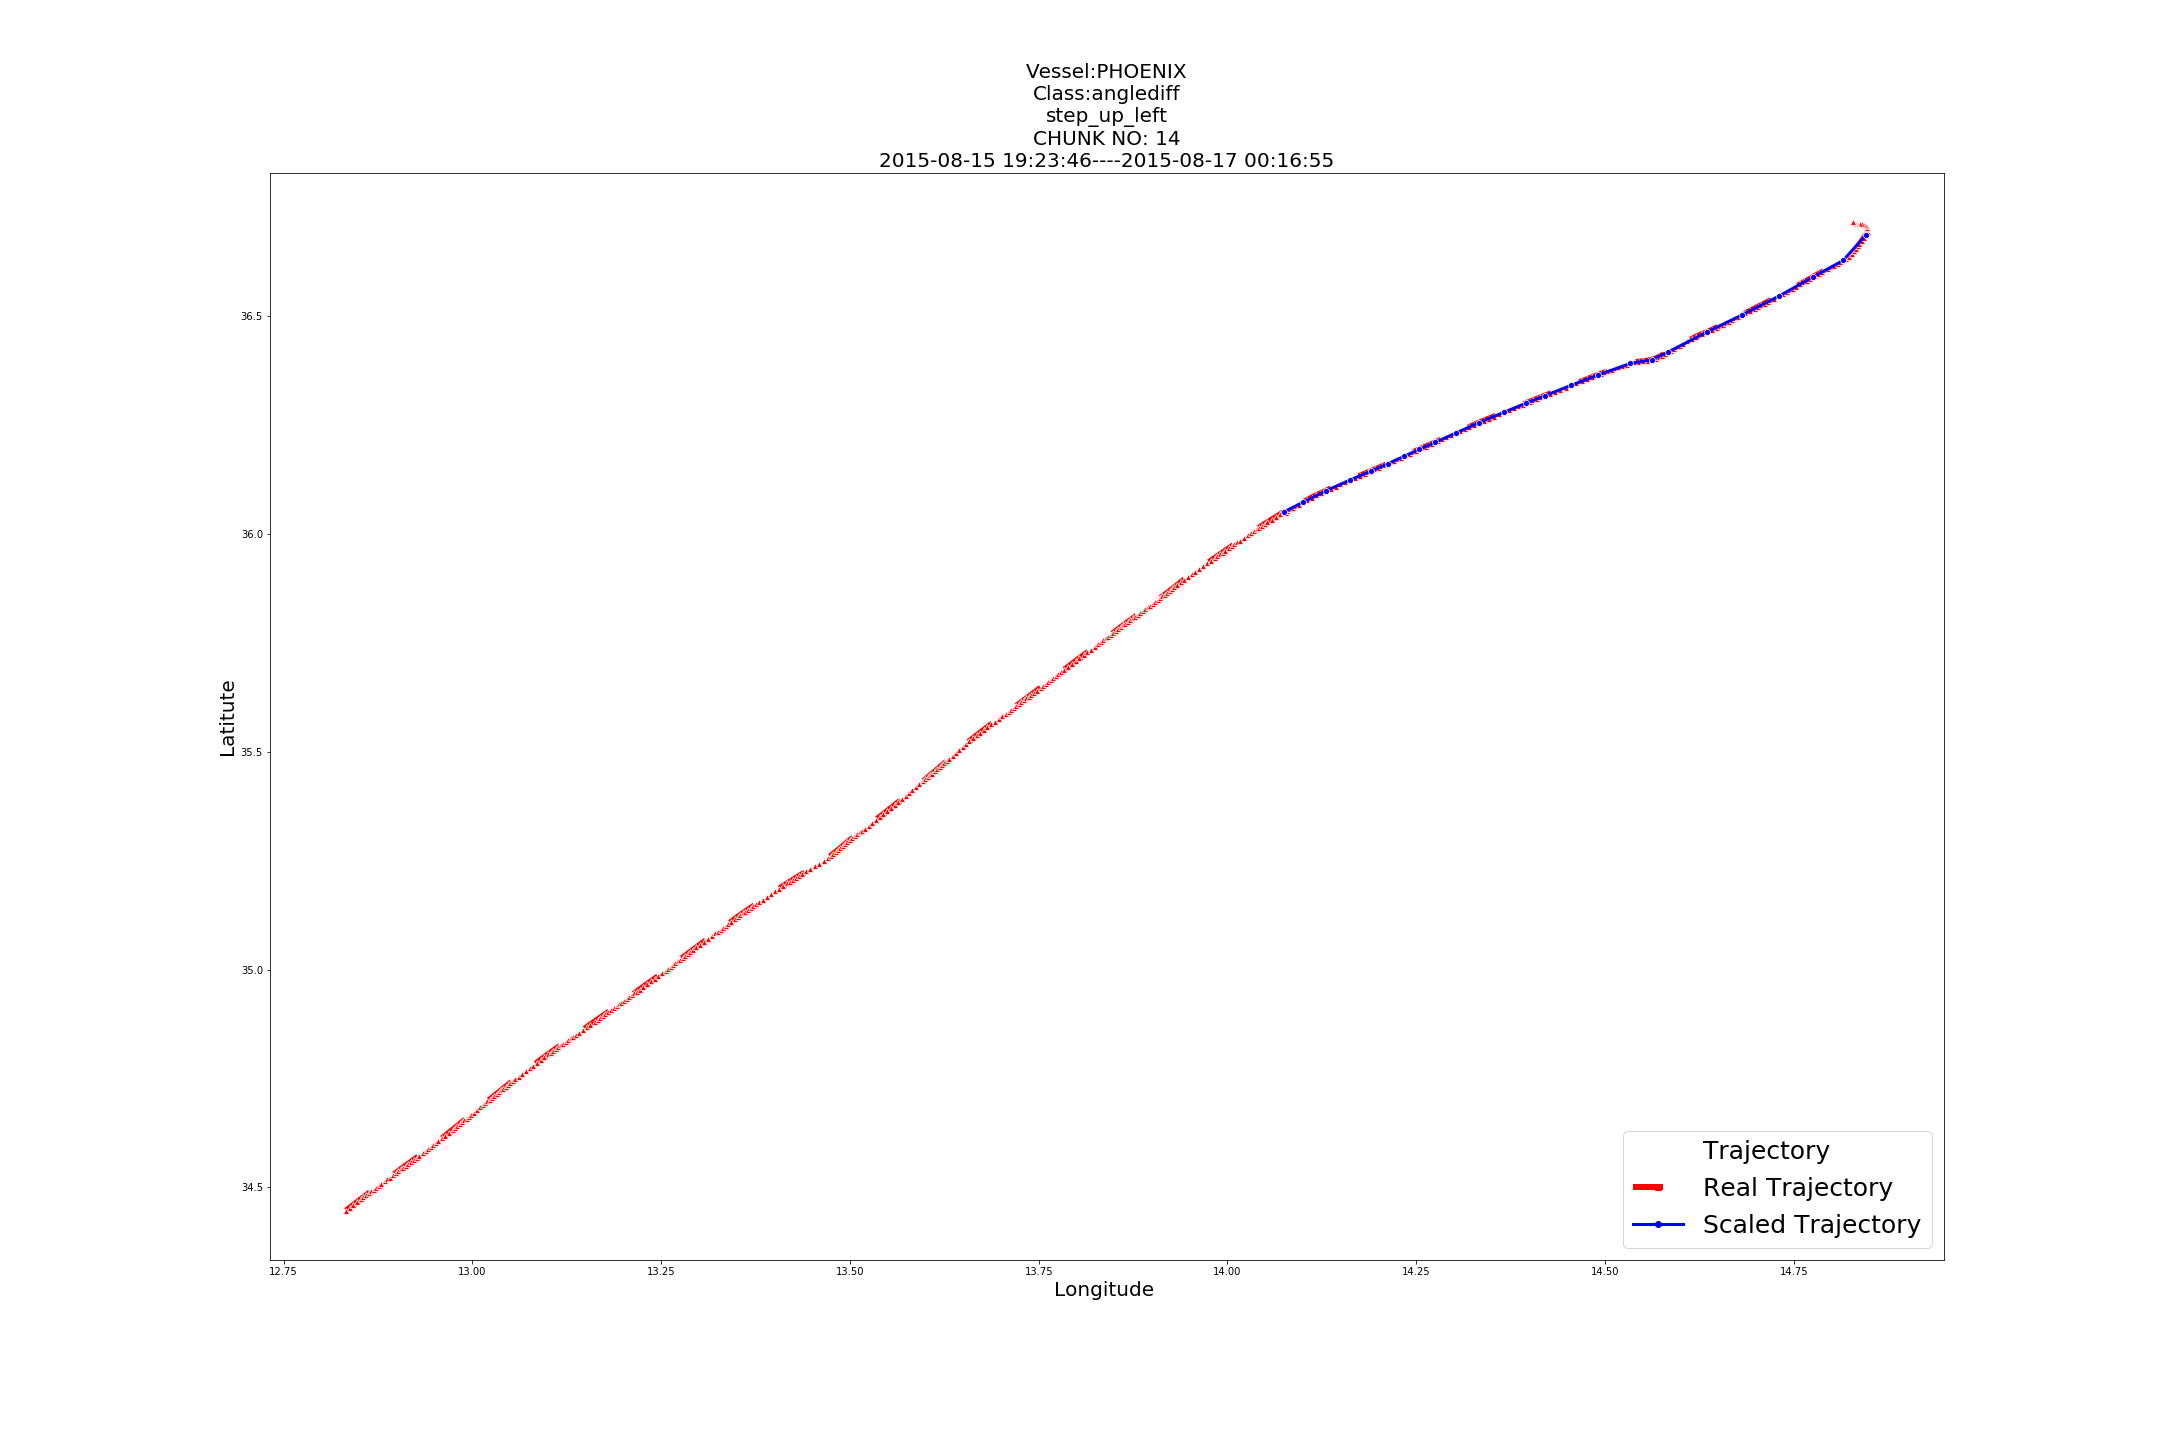 Vessel:PHOENIX
Class:anglediff
step_up_left
CHUNK NO: 14
2015-08-15 19:23:46----2015-08-17 00:16:55
Latitute
36.5
36.0
35.5
35.0
34.5
12.75 13.00 13.25 13.50 13.75 14.00 14.25 14.50 14.75
Longitude
Trajectory
Real Trajectory
Scaled Trajectory